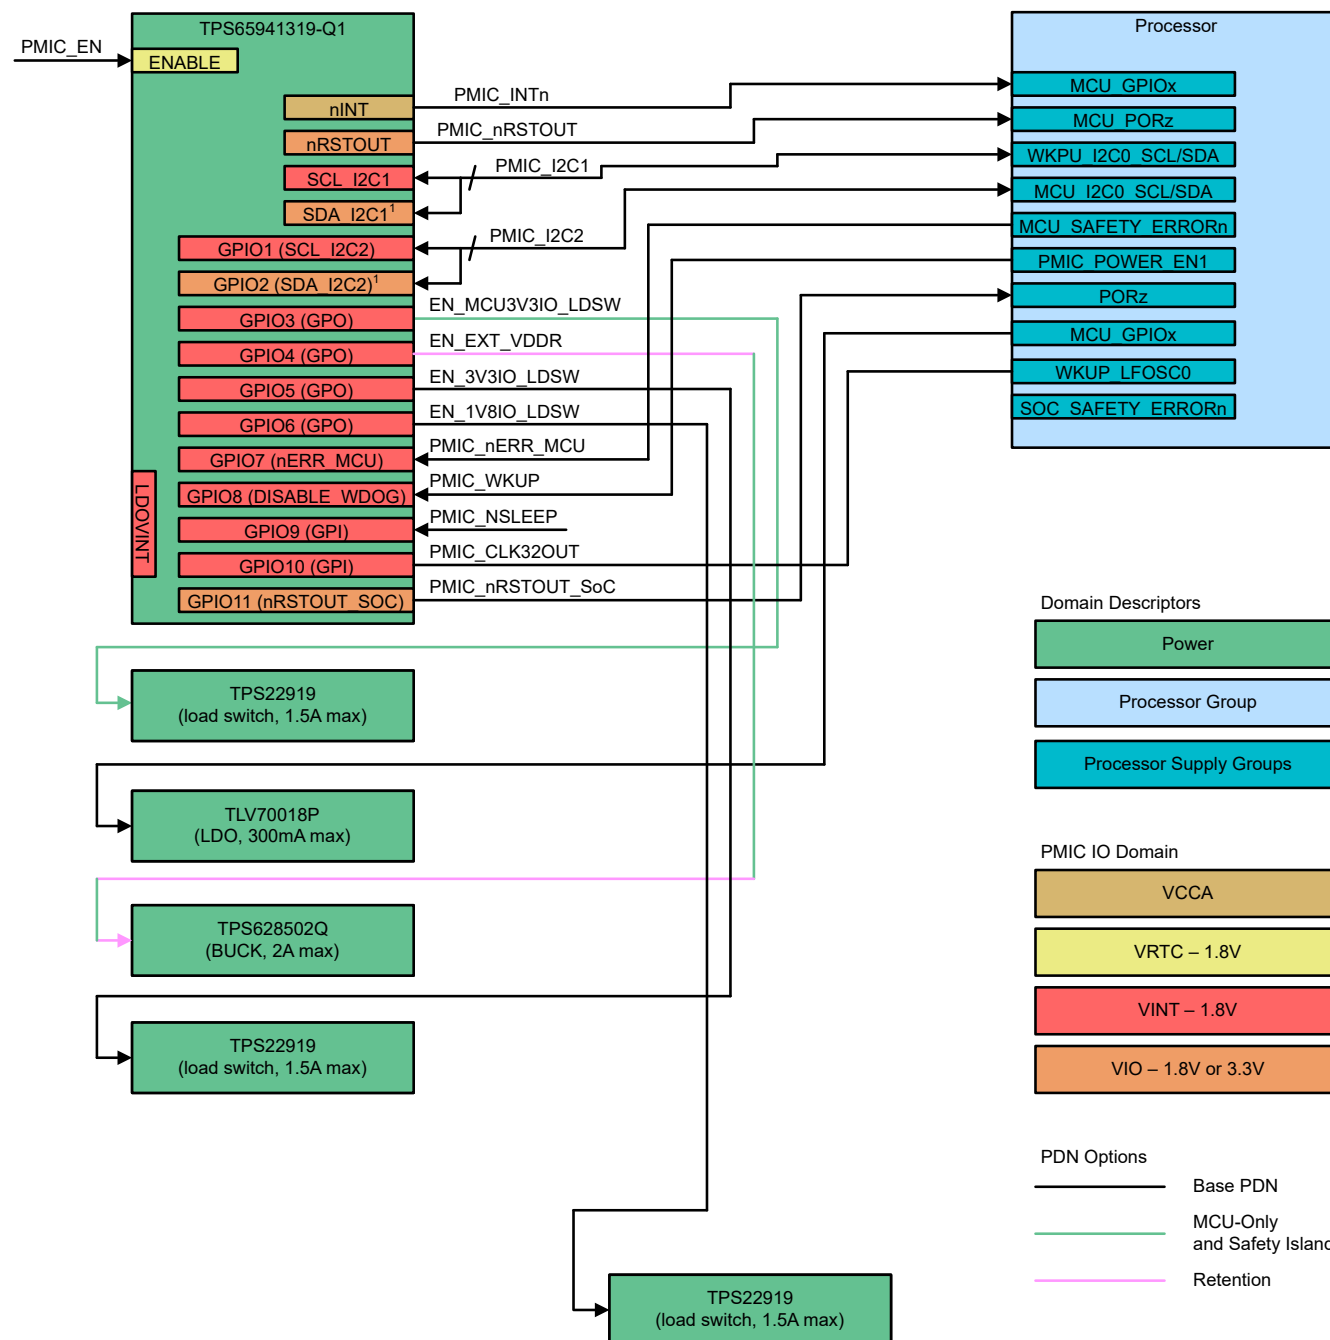 TPS65941319-Q1
PMIC_EN
ENABLE
nINT
PMIC_INTn
nRSTOUT
PMIC_nRSTOUT
SCL_I2C1
PMIC_I2C1
SDA_I2C1¹
GPIO1 (SCL_I2C2)
PMIC_I2C2
GPIO2 (SDA_I2C2)¹
GPIO3 (GPO)
EN_MCU3V3IO_LDSW
GPIO4 (GPO)
EN_EXT_VDDR
GPIO5 (GPO)
EN_3V3IO_LDSW
GPIO6 (GPO)
EN_1V8IO_LDSW
GPIO7 (nERR_MCU)
PMIC_nERR_MCU
GPIO8 (DISABLE_WDOG)
PMIC_WKUP
GPIO9 (GPI)
PMIC_NSLEEP
GPIO10 (GPI)
PMIC_CLK32OUT
GPIO11 (nRSTOUT_SOC)
PMIC_nRSTOUT_SoC
LDOVINT
Processor
MCU_GPIOx
MCU_PORz
WKPU_I2C0_SCL/SDA
MCU_I2C0_SCL/SDA
MCU_SAFETY_ERRORn
PMIC_POWER_EN1
PORz
MCU_GPIOx
WKUP_LFOSC0
SOC_SAFETY_ERRORn
TPS22919
(load switch, 1.5A max)
TLV70018P
(LDO, 300mA max)
TPS628502Q
(BUCK, 2A max)
TPS22919
(load switch, 1.5A max)
TPS22919
(load switch, 1.5A max)
Domain Descriptors
Power
Processor Group
Processor Supply Groups
PMIC IO Domain
VCCA
VRTC – 1.8V
VINT – 1.8V
VIO – 1.8V or 3.3V
PDN Options
Base PDN
MCU-Only
and Safety Island
Retention